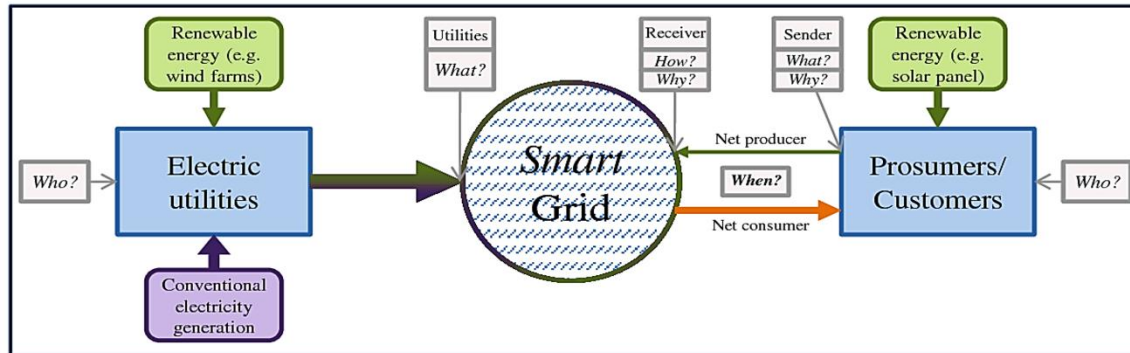 Renewable
energy (e.g.
wind farms)
Utilities
What?
Receiver
How?
Why?
Sender
What?
Why?
Renewable
energy (e.g.
solar panel)
Who?
Electric
utilities
Smart
Grid
Net producer
When?
Net consumer
Prosumers/
Customers
Who?
Conventional
electricity
generation